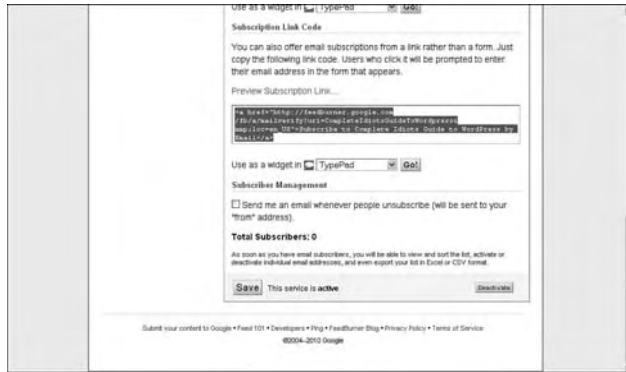 Use as a widget in TypePad Go!
Subscription Link Code
You can also offer email subscriptions from a link rather than a form. Just
copy the following link code. Users who click it will be prompted to enter
their email address in the form that appears.
Preview Subscription Link...
<a href="http://feedburner.google.com
/fb/a/mailverify?uri=CompleteIdiotsGuideToWordpress&
amp;loc=en_US">Subscribe to Complete Idiots Guide to WordPress by
Email</a>
Use as a widget in TypePad Go!
Subscriber Management
Send me an email whenever people unsubscribe (will be sent to your
"from" address).
Total Subscribers: 0
As soon as you have email subscribers, you will be able to view and sort the list, activate or
deactivate individual email addresses, and even export your list in Excel or CSV format.
Save This service is active Deactivate
Submit your content to Google • Feed 101 • Developers • Ping • FeedBurner Blog • Privacy Policy • Terms of Service
©2004–2010 Google